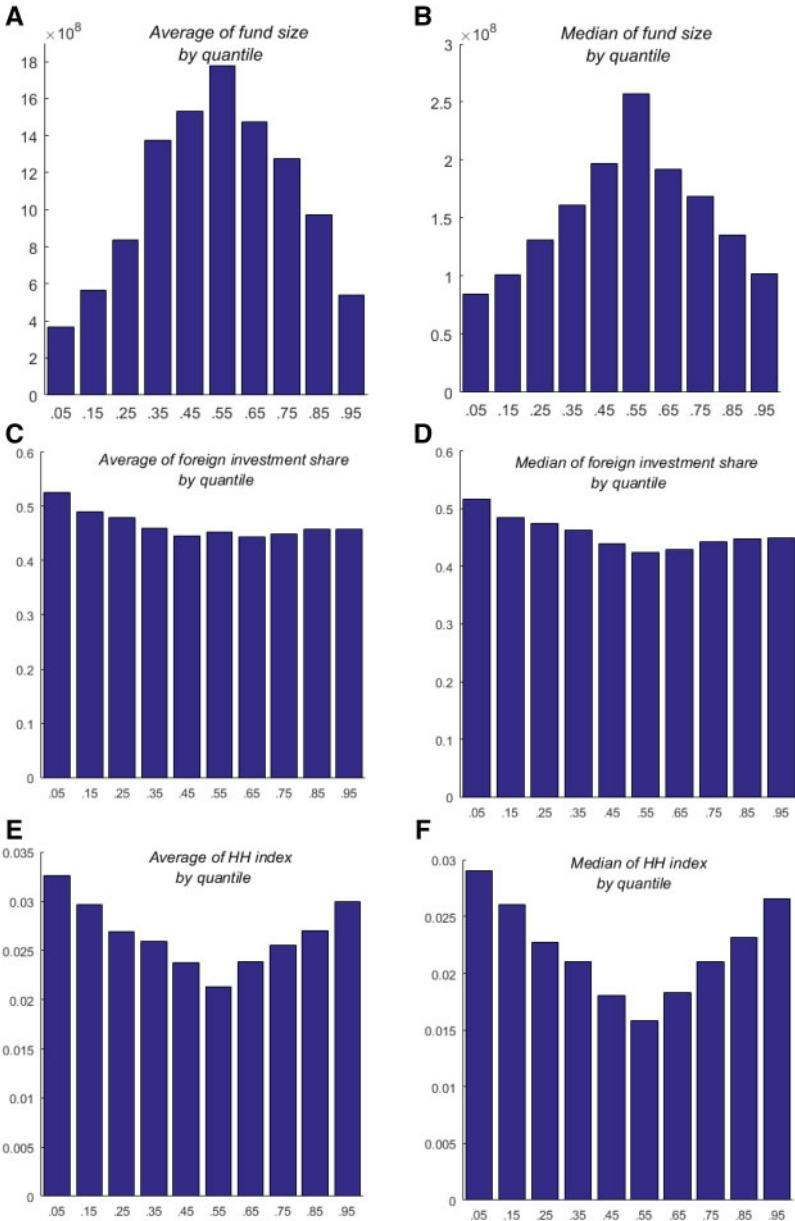 A
×10⁸
Average of fund size
by quantile
18
16
14
12
10
8
6
4
2
0
.05 .15 .25 .35 .45 .55 .65 .75 .85 .95
B
×10⁸
Median of fund size
by quantile
3
2.5
2
1.5
1
0.5
0
.05 .15 .25 .35 .45 .55 .65 .75 .85 .95
C
Average of foreign investment share
by quantile
0.6
0.5
0.4
0.3
0.2
0.1
0
.05 .15 .25 .35 .45 .55 .65 .75 .85 .95
D
Median of foreign investment share
by quantile
0.6
0.5
0.4
0.3
0.2
0.1
0
.05 .15 .25 .35 .45 .55 .65 .75 .85 .95
E
Average of HH index
by quantile
0.035
0.03
0.025
0.02
0.015
0.01
0.005
0
.05 .15 .25 .35 .45 .55 .65 .75 .85 .95
F
Median of HH index
by quantile
0.03
0.025
0.02
0.015
0.01
0.005
0
.05 .15 .25 .35 .45 .55 .65 .75 .85 .95